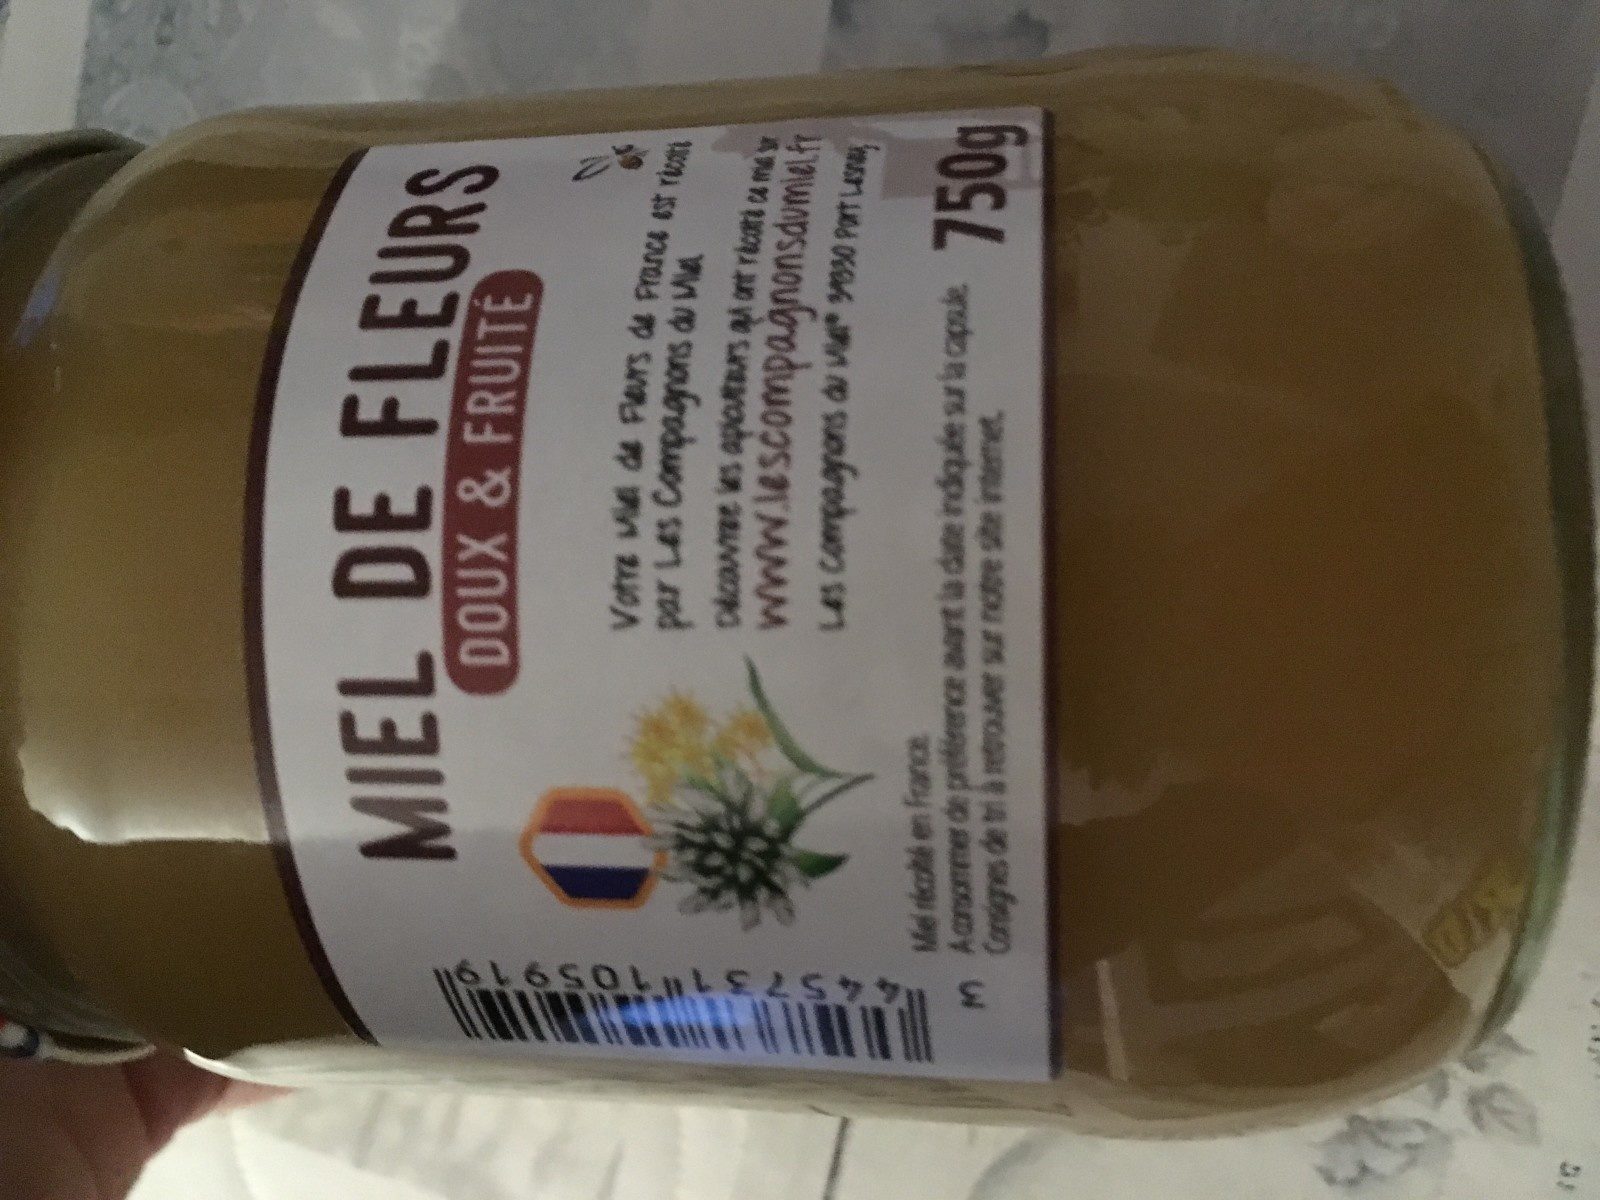 MIEL DE FLEURS
DOUX & FRUITÉ
Votre Miel de Fleurs de France est récolté
par Les Compagnons du Miel
Découvrez les apiculteurs qui ont récolté ce miel sur
www.lescompagnonsdumiel.fr
Les Compagnons du Miel® 39330 Port Lesney
750g
Miel récolté en France.
A consommer de préférence avant la date indiquée sur la capsule.
Consignes de tri à retrouver sur notre site internet.
3 445731 105919